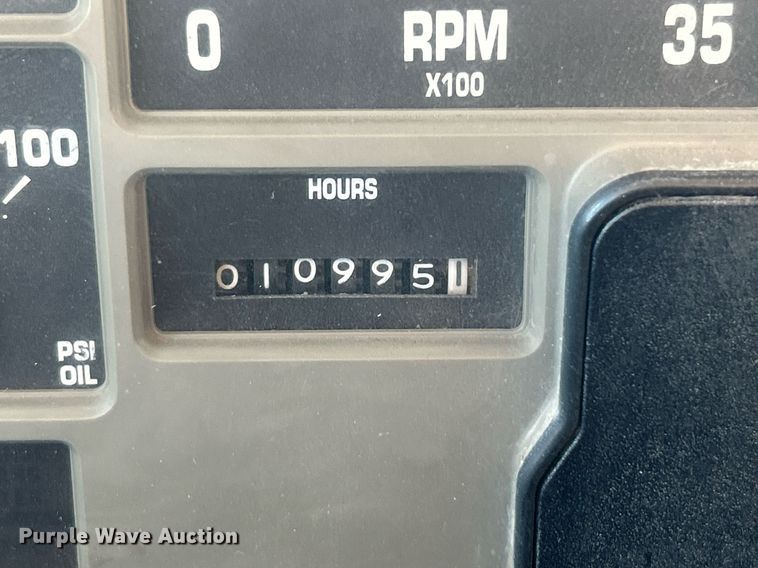 0 RPM 35
X100
100
HOURS
0109951
PSI
OIL
Purple Wave Auction